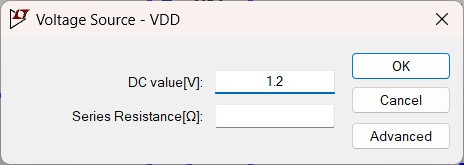 Voltage Source - VDD
DC value[V]:
1.2
Series Resistance[Ω]:
OK
Cancel
Advanced